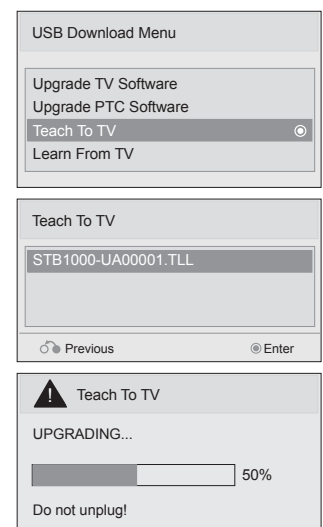 USB Download Menu
Upgrade TV Software
Upgrade PTC Software
Teach To TV
Learn From TV
Teach To TV
STB1000-UA00001.TLL
Previous
Enter
Teach To TV
UPGRADING...
50%
Do not unplug!